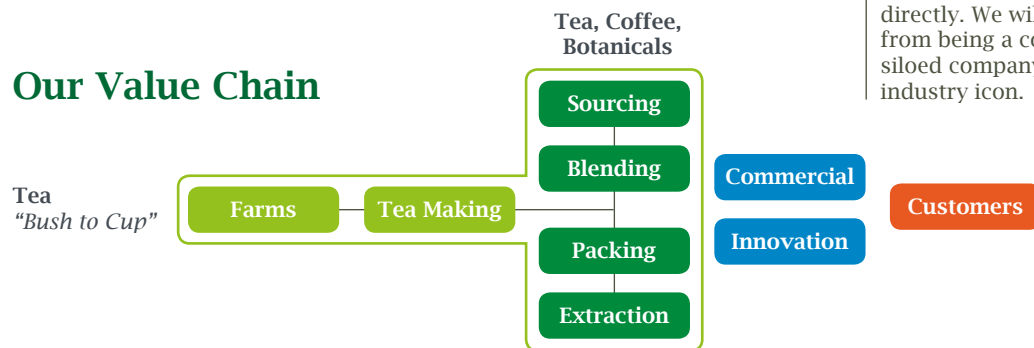 directly. We wil
from being a co
siloed company
industry icon.
Our Value Chain
Tea, Coffee,
Botanicals
Tea
“Bush to Cup”
Farms
Tea Making
Sourcing
Blending
Packing
Extraction
Commercial
Innovation
Customers